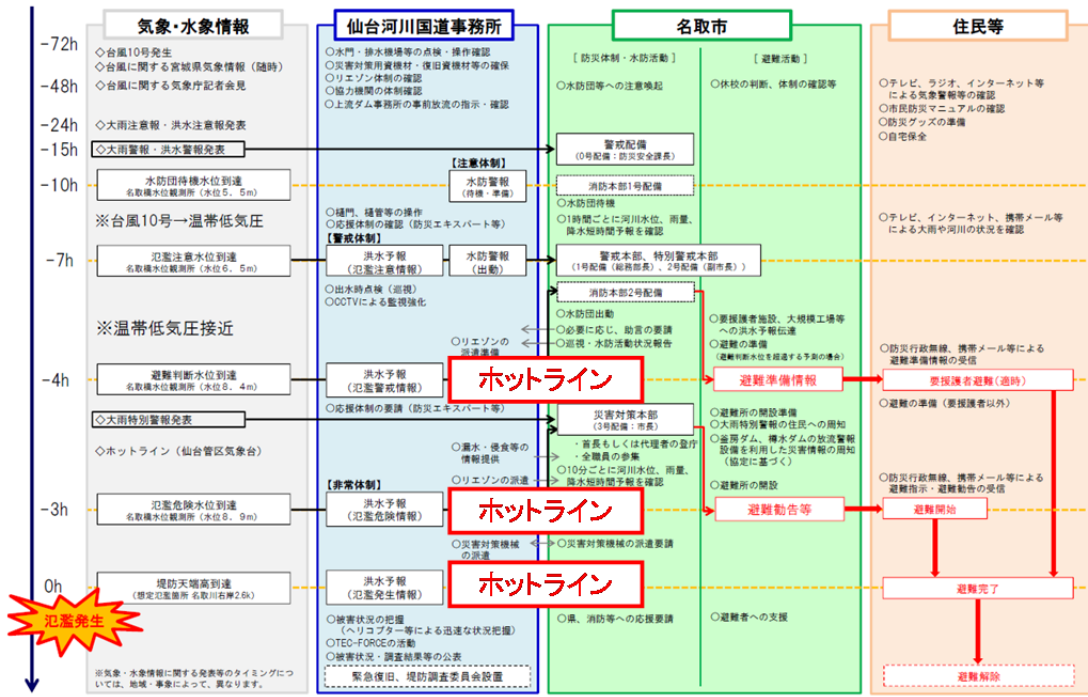 気象・水象情報
仙台河川国道事務所
名取市
住民等
-72h
-48h
-24h
-15h
-10h
-7h
-4h
-3h
0h
氾濫発生
◇台風10号発生
◇台風に関する宮城県気象情報（随時）
◇台風に関する気象庁記者会見
◇大雨注意報・洪水注意報発表
◇大雨警報・洪水警報発表
水防団待機水位到達
名取橋水位観測所（水位5．5m）
※台風10号→温帯低気圧
氾濫注意水位到達
名取橋水位観測所（水位6．5m）
※温帯低気圧接近
避難判断水位到達
名取橋水位観測所（水位8．4m）
◇大雨特別警報発表
◇ホットライン（仙台管区気象台）
氾濫危険水位到達
名取橋水位観測所（水位8．9m）
堤防天端高到達
（想定氾濫箇所 名取川右岸2.6k）
※気象・水象情報に関する発表等のタイミングにつ
いては、地域・事象によって、異なります。
○水門・排水機場等の点検・操作確認
○災害対策用資機材・復旧資機材等の確保
○リエゾン体制の確認
○協力機関の体制確認
○上流ダム事務所の事前放流の指示・確認
【注意体制】
水防警報
（待機・準備）
○樋門、樋管等の操作
○応援体制の確認（防災エキスパート等）
【警戒体制】
洪水予報
（氾濫注意情報）
水防警報
（出動）
○出水時点検（巡視）
○CCTVによる監視強化
○リエゾンの
派遣準備
洪水予報
（氾濫警戒情報）
ホットライン
○応援体制の要請（防災エキスパート等）
○漏水・侵食等の
情報提供
○リエゾンの派遣
【非常体制】
洪水予報
（氾濫危険情報）
ホットライン
○災害対策機械
の派遣
洪水予報
（氾濫発生情報）
ホットライン
○被害状況の把握
（ヘリコプター等による迅速な状況把握）
○TEC-FORCEの活動
○被害状況・調査結果等の公表
緊急復旧、堤防調査委員会設置
［ 防災体制・水防活動 ］
○水防団等への注意喚起
警戒配備
（0号配備：防災安全課長）
消防本部1号配備
○水防団待機
○1時間ごとに河川水位、雨量、
降水短時間予報を確認
警戒本部、特別警戒本部
（1号配備（総務部長）、2号配備（副市長））
消防本部2号配備
○水防団出動
○必要に応じ、助言の要請
○巡視・水防活動状況報告
災害対策本部
（3号配備：市長）
・首長もしくは代理者の登庁
・全職員の参集
○10分ごとに河川水位、雨量、
降水短時間予報を確認
○災害対策機械の派遣要請
○県、消防等への応援要請
［ 避難活動 ］
○休校の判断、体制の確認等
○要援護者施設、大規模工場等
への洪水予報伝達
○避難の準備
（避難判断水位を超過する予測の場合）
避難準備情報
○避難所の開設準備
○大雨特別警報の住民への周知
○釜房ダム、樽水ダムの放流警報
設備を利用した災害情報の周知
（協定に基づく）
○避難所の開設
避難勧告等
○避難者への支援
○テレビ、ラジオ、インターネット等
による気象警報等の確認
○市民防災マニュアルの確認
○防災グッズの準備
○自宅保全
○テレビ、インターネット、携帯メール等
による大雨や河川の状況を確認
○防災行政無線、携帯メール等による
避難準備情報の受信
要援護者避難（適時）
○避難の準備（要援護者以外）
○防災行政無線、携帯メール等による
避難指示・避難勧告の受信
避難開始
避難完了
避難解除